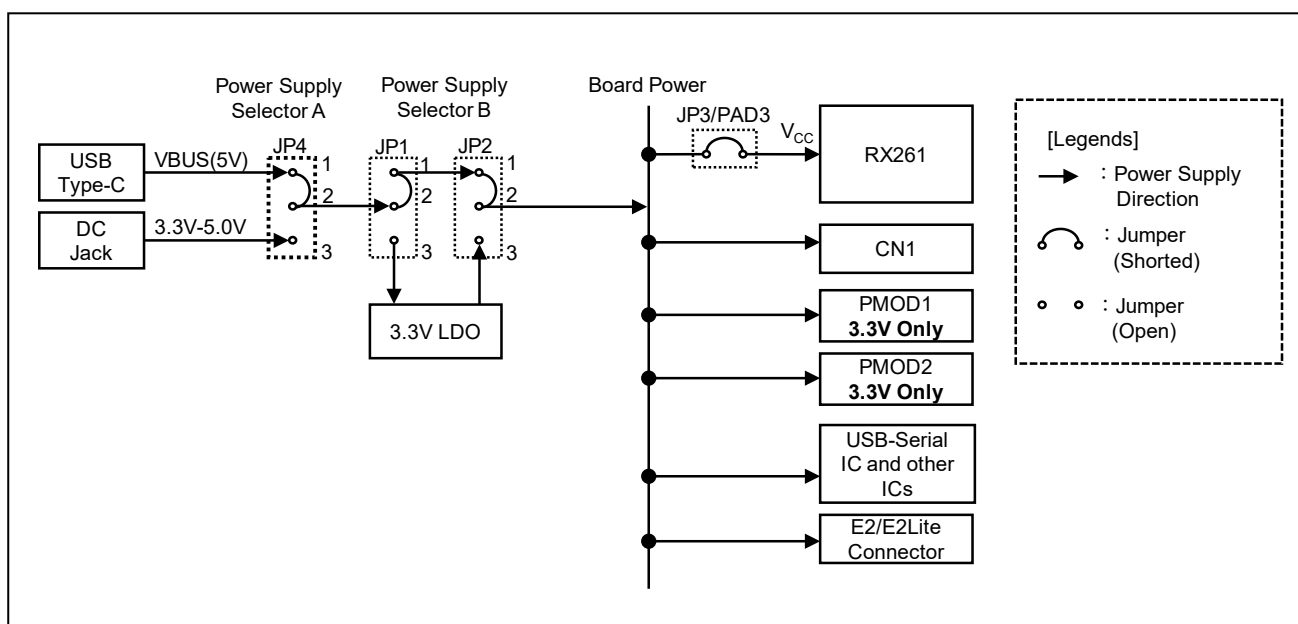 Power Supply
Selector A
Power Supply
Selector B
Board Power
JP4
JP1
JP2
JP3/PAD3
VCC
USB
Type-C
VBUS(5V)
DC
Jack
3.3V-5.0V
1
2
3
1
2
3
1
2
3
3.3V LDO
RX261
CN1
PMOD1
3.3V Only
PMOD2
3.3V Only
USB-Serial
IC and other
ICs
E2/E2Lite
Connector
[Legends]
: Power Supply
Direction
: Jumper
(Shorted)
: Jumper
(Open)